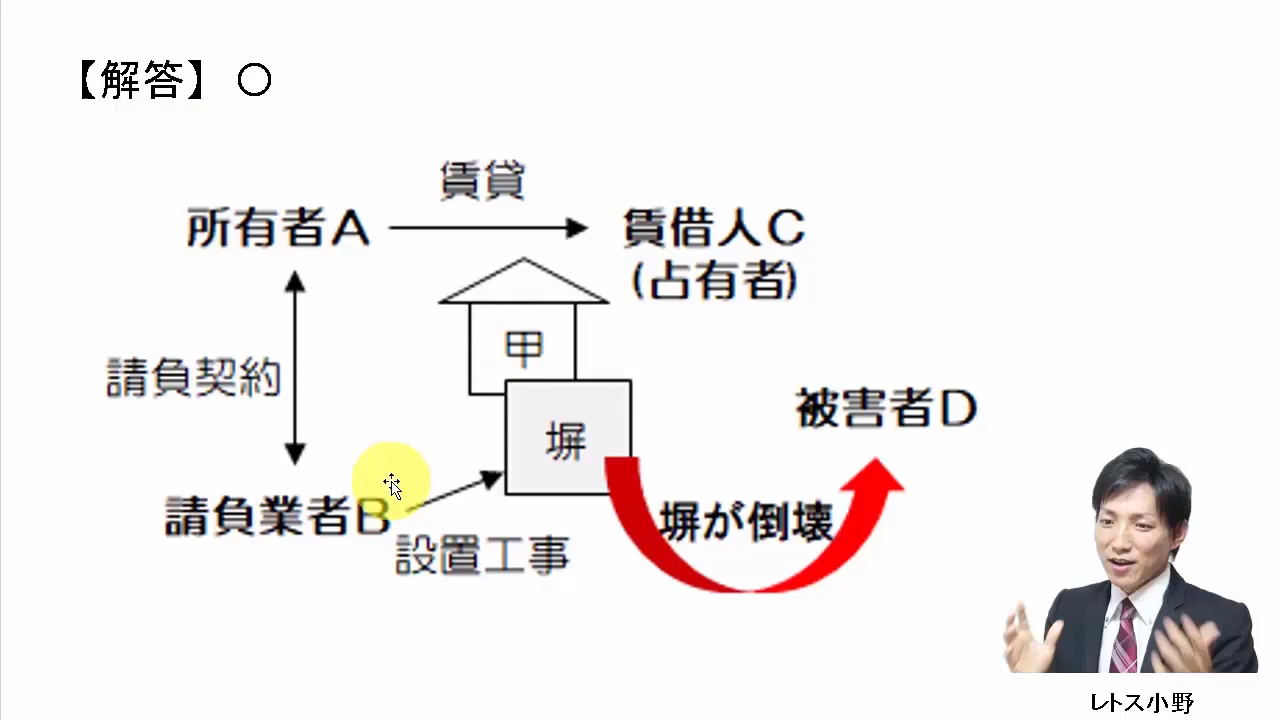 【解答】 ○
賃貸
所有者A
賃借人C
(占有者)
甲
請負契約
塀
被害者D
請負業者B
設置工事
塀が倒壊
レトス小野